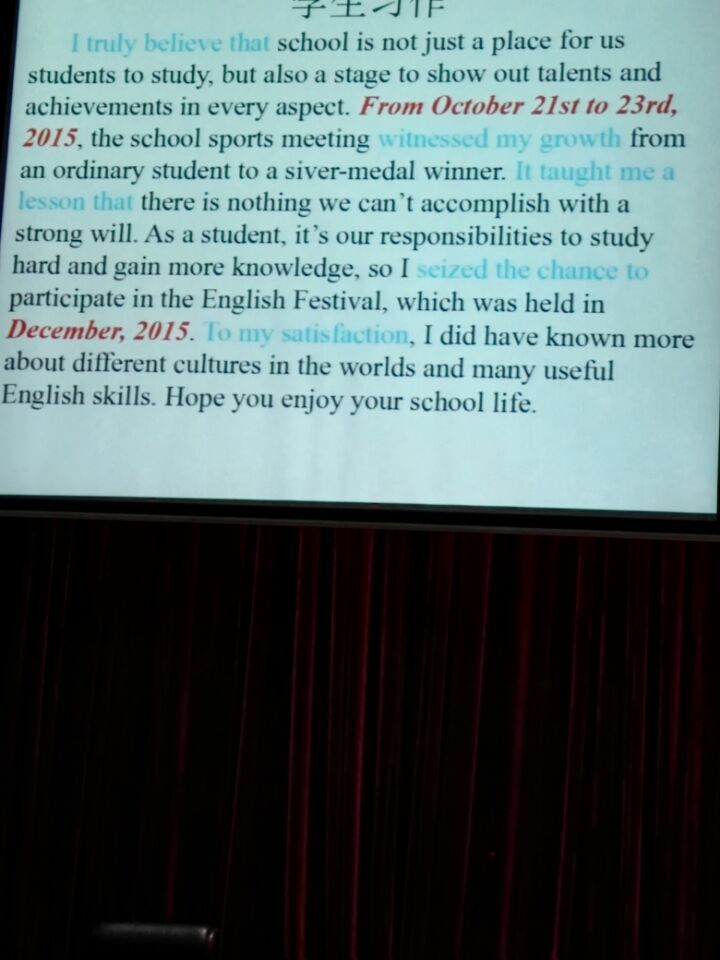 学生习作
I truly believe that school is not just a place for us
students to study, but also a stage to show out talents and
achievements in every aspect. From October 21st to 23rd,
2015, the school sports meeting witnessed my growth from
an ordinary student to a siver-medal winner. It taught me a
lesson that there is nothing we can't accomplish with a
strong will. As a student, it's our responsibilities to study
hard and gain more knowledge, so I seized the chance to
participate in the English Festival, which was held in
December, 2015. To my satisfaction, I did have known more
about different cultures in the worlds and many useful
English skills. Hope you enjoy your school life.